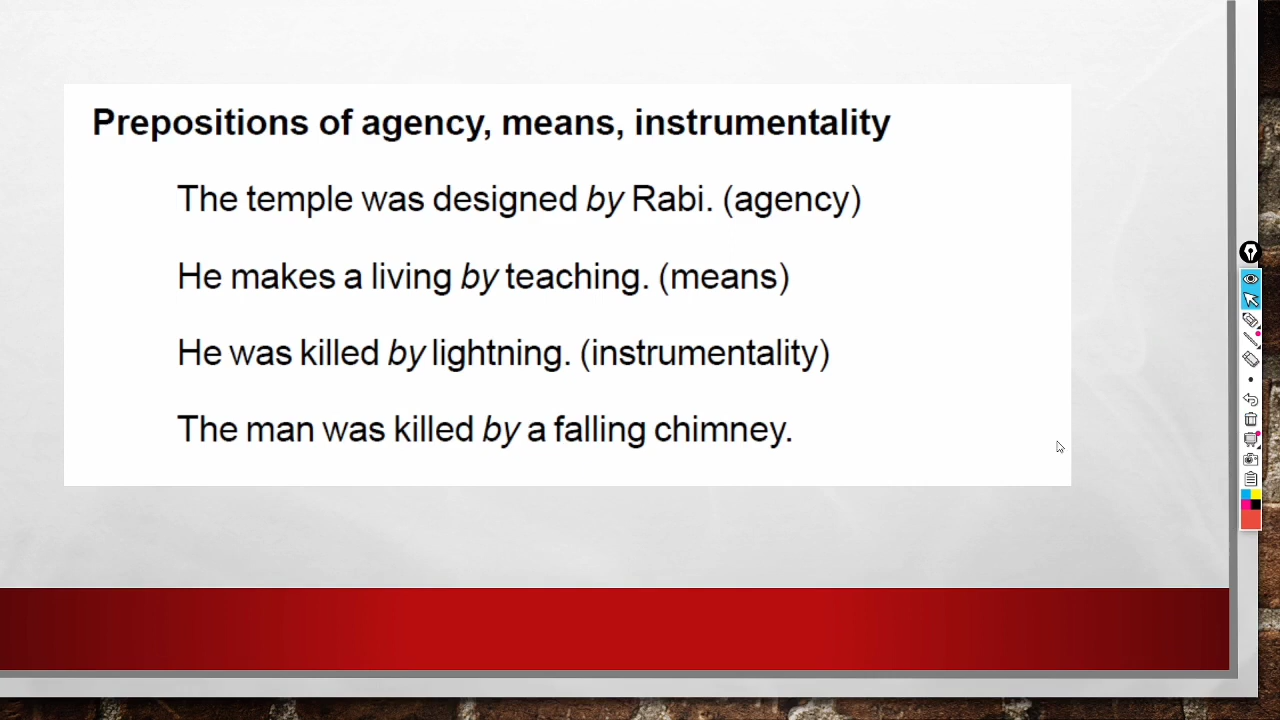 Prepositions of agency, means, instrumentality
The temple was designed by Rabi. (agency)
He makes a living by teaching. (means)
He was killed by lightning. (instrumentality)
The man was killed by a falling chimney.